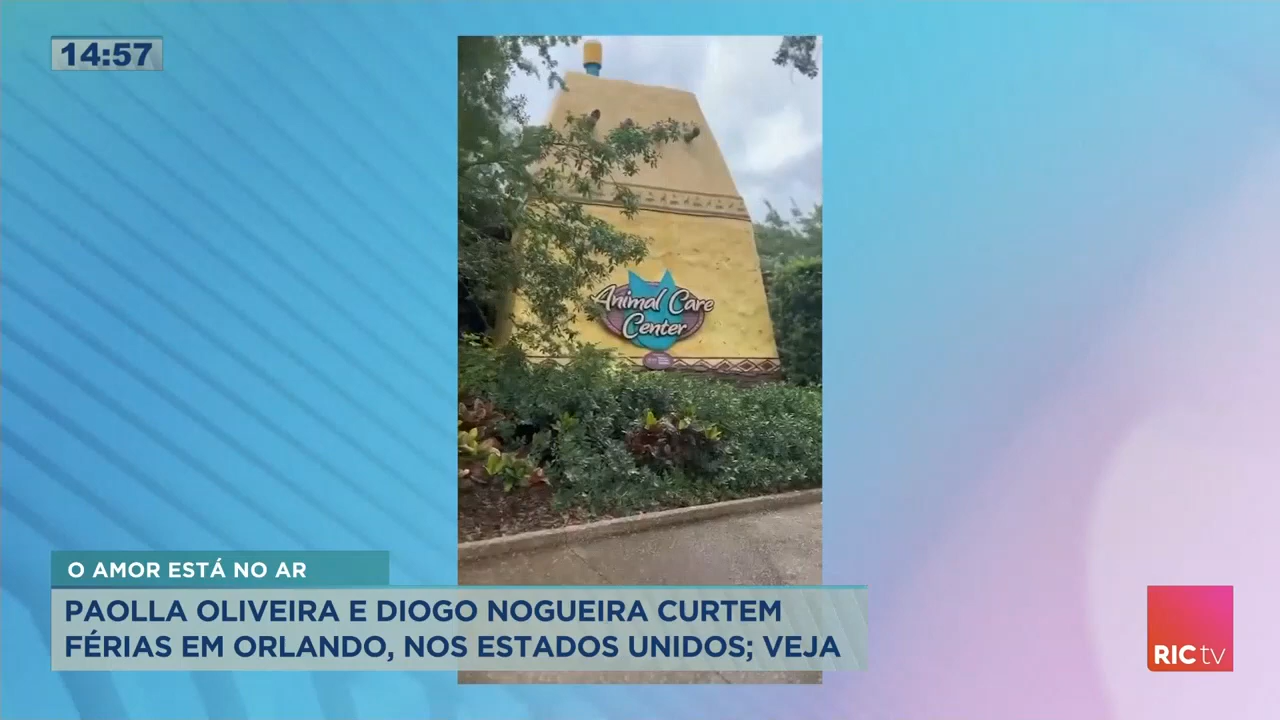 14:57
Animal Care
Center
O AMOR ESTÁ NO AR
PAOLLA OLIVEIRA E DIOGO NOGUEIRA CURTEM
FÉRIAS EM ORLANDO, NOS ESTADOS UNIDOS; VEJA
RIC tv